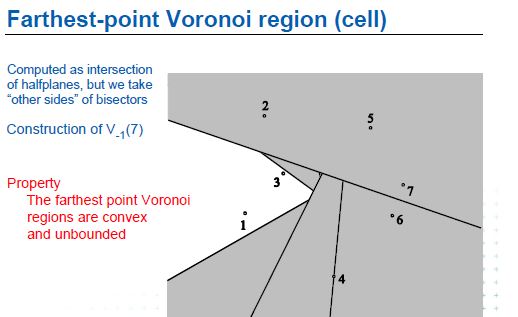 Farthest-point Voronoi region (cell)
Computed as intersection
of halfplanes, but we take
“other sides” of bisectors
Construction of V-1(7)
Property
The farthest point Voronoi
regions are convex
and unbounded
2
5
3
7
1
6
4